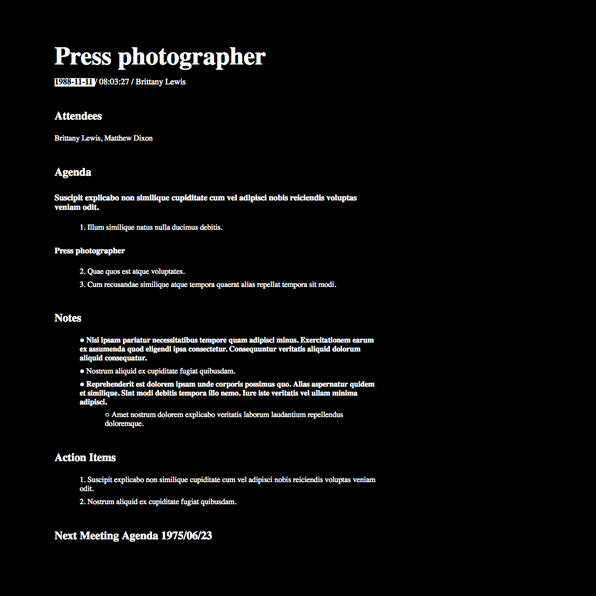 Press photographer
1988-11-11 / 08:03:27 / Brittany Lewis
Attendees
Brittany Lewis, Matthew Dixon
Agenda
Suscipit explicabo non similique cupiditate cum vel adipisci nobis reiciendis voluptas
veniam odit.
1. Illum similique natus nulla ducimus debitis.
Press photographer
2. Quae quos est atque voluptates.
3. Cum recusandae similique atque tempora quaerat alias repellat tempora sit modi.
Notes
● Nisi ipsam pariatur necessitatibus tempore quam adipisci minus. Exercitationem earum
ex assumenda quod eligendi ipsa consectetur. Consequuntur veritatis aliquid dolorum
aliquid consequatur.
● Nostrum aliquid ex cupiditate fugiat quibusdam.
● Reprehenderit est dolorem ipsam unde corporis possimus quo. Alias aspernatur quidem
et similique. Sint modi debitis tempora illo nemo. Iure iste veritatis vel ullam minima
adipisci.
○ Amet nostrum dolorem explicabo veritatis laborum laudantium repellendus
doloremque.
Action Items
1. Suscipit explicabo non similique cupiditate cum vel adipisci nobis reiciendis voluptas veniam
odit.
2. Nostrum aliquid ex cupiditate fugiat quibusdam.
Next Meeting Agenda 1975/06/23